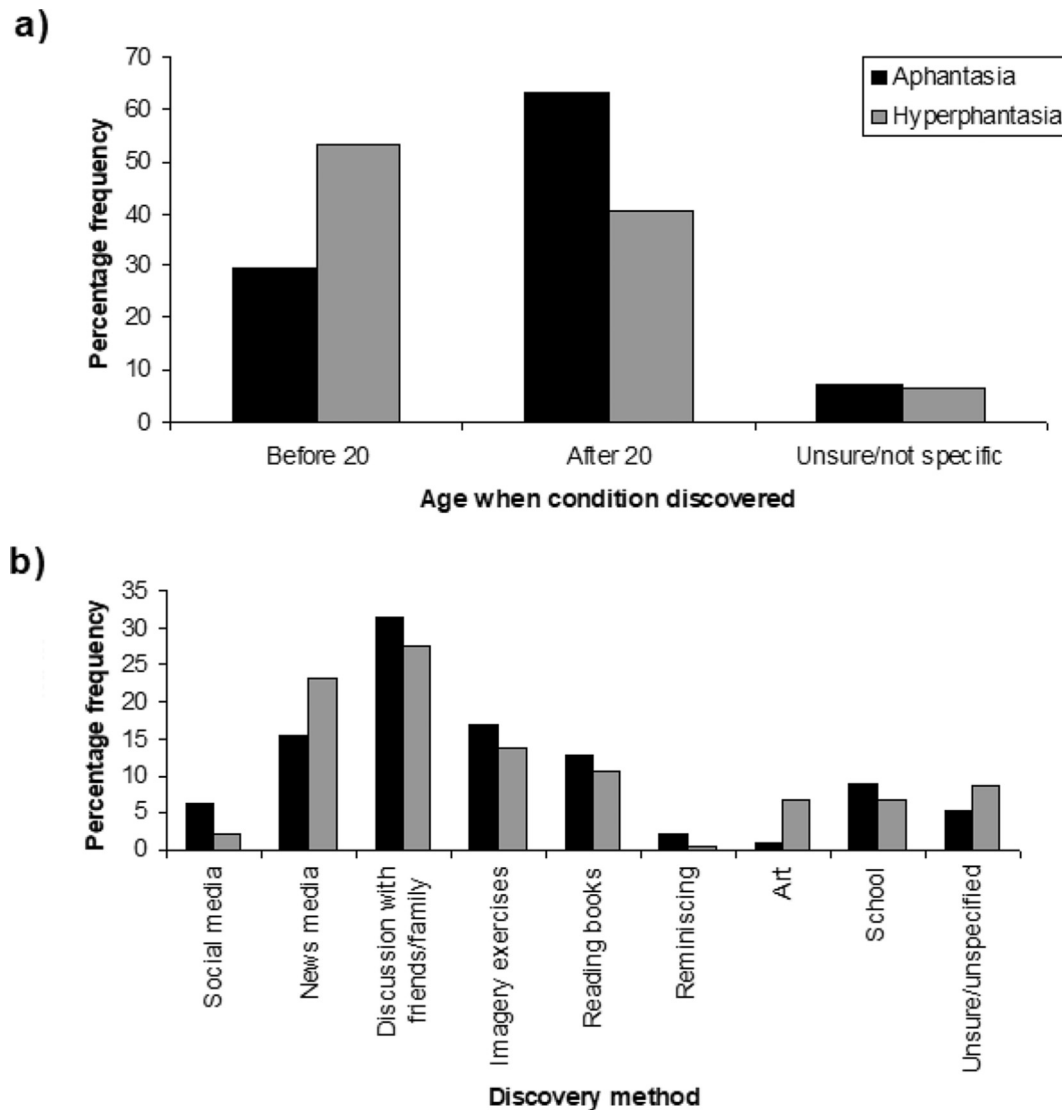 a)
70
60
50
40
30
20
10
0
Percentage frequency
Aphantasia
Hyperphantasia
Before 20
After 20
Unsure/not specific
Age when condition discovered
b)
35
30
25
20
15
10
5
0
Percentage frequency
Social media
News media
Discussion with
friends/family
Imagery exercises
Reading books
Reminiscing
Art
School
Unsure/unspecified
Discovery method